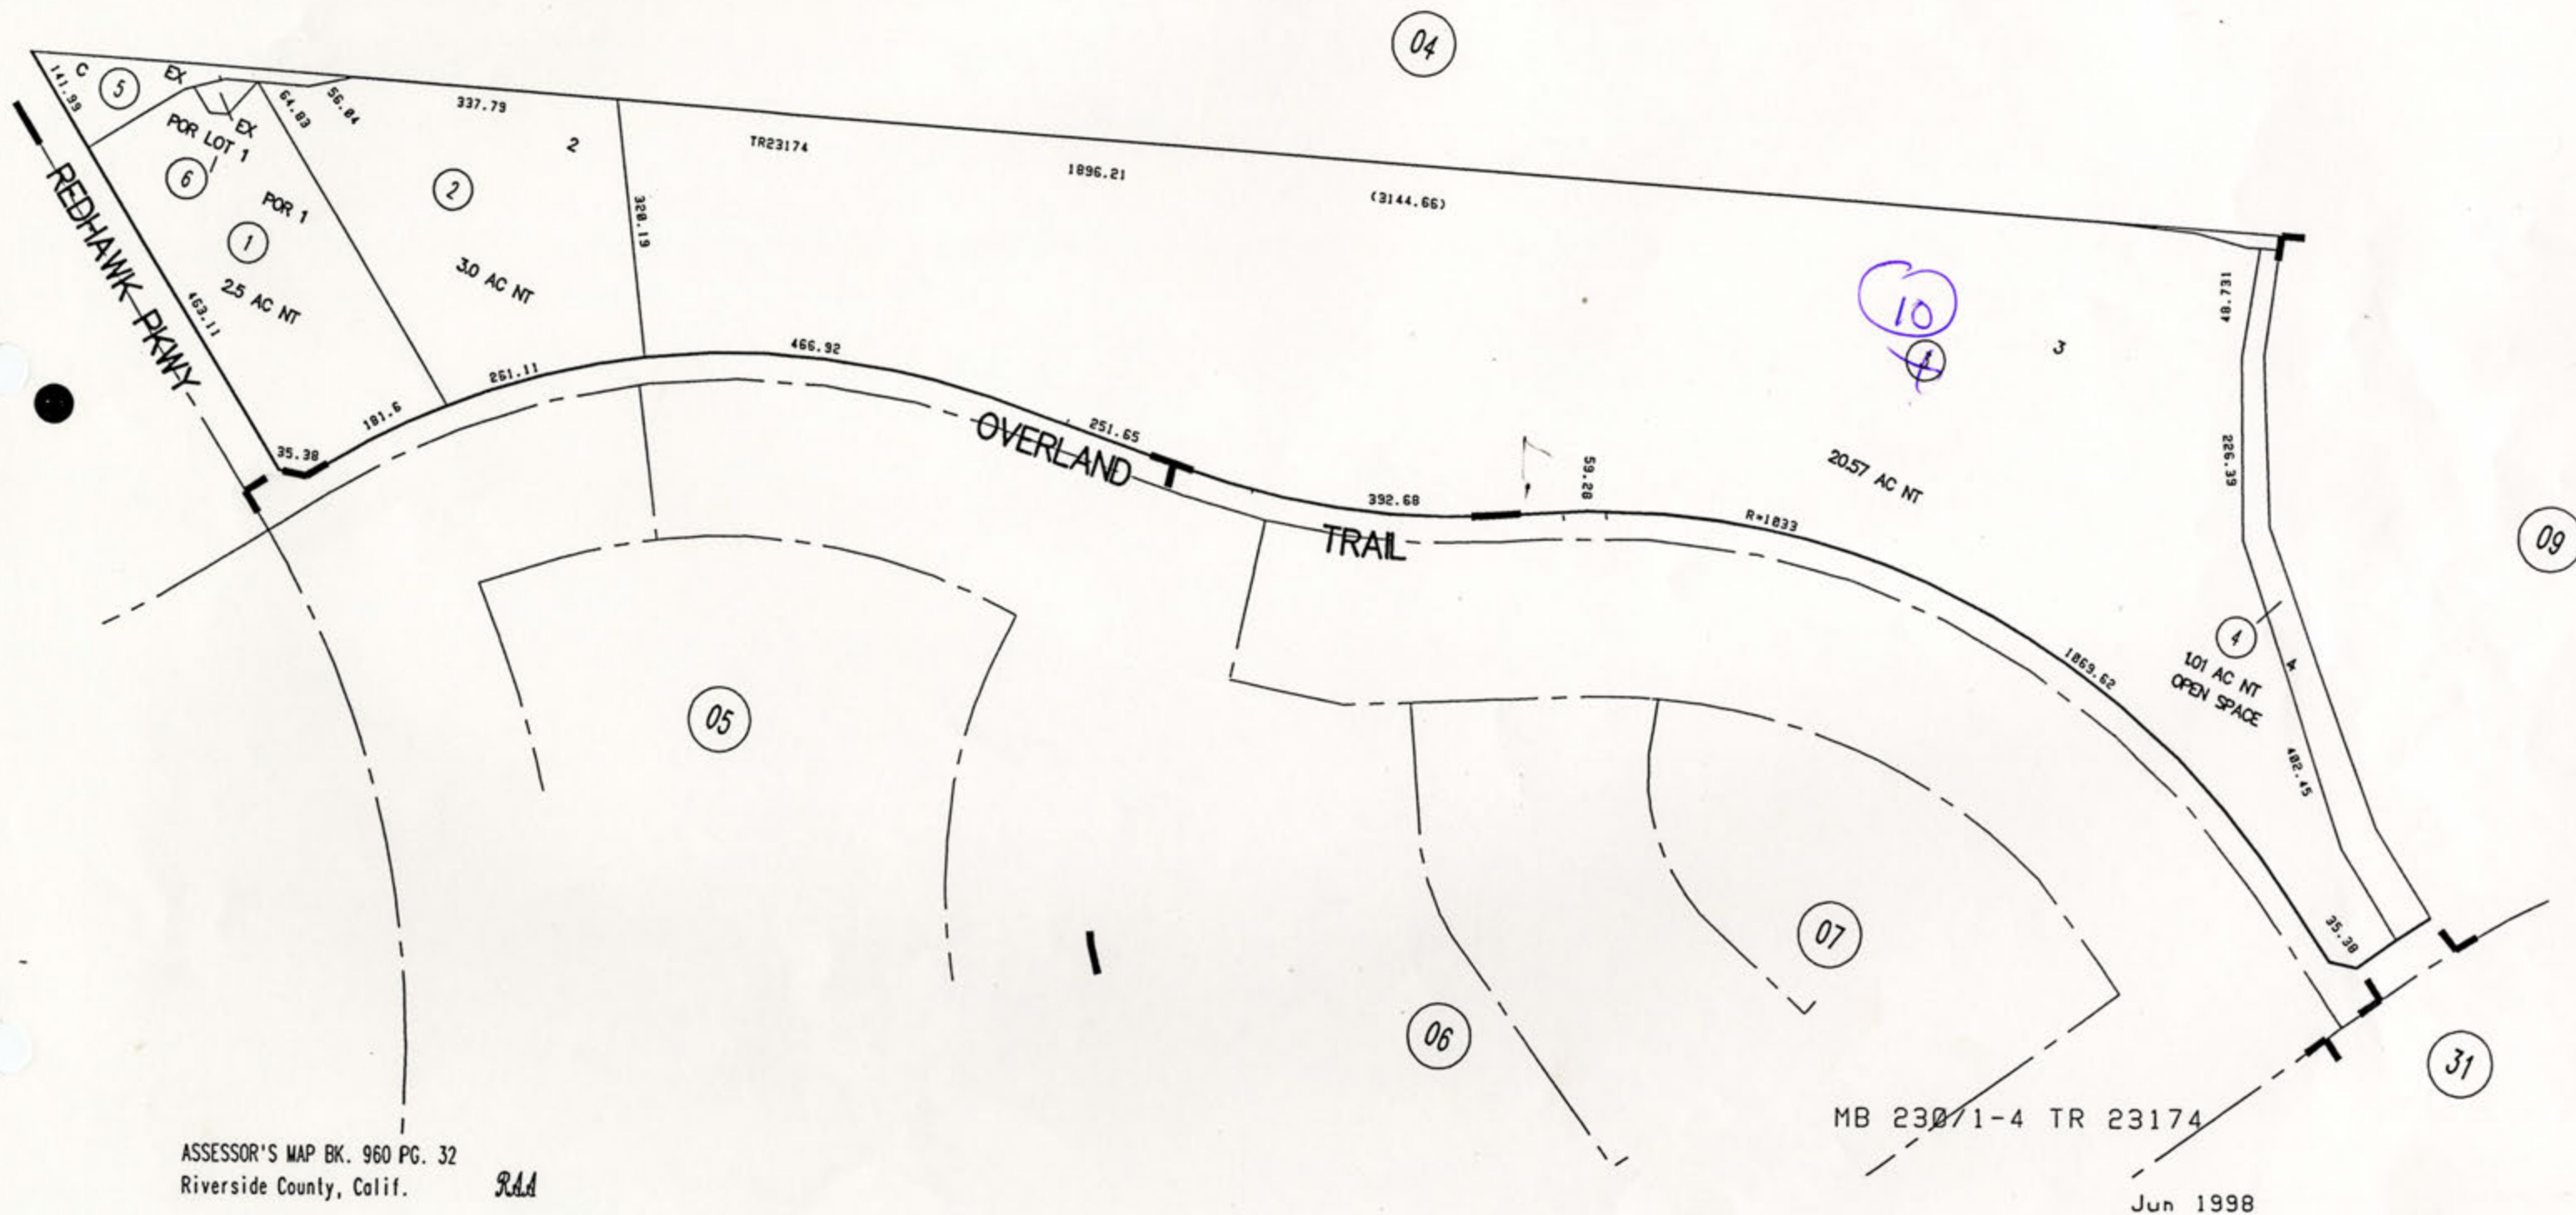 04
C
5
EX
141.99
EX
64.83
56.84
337.79
2
TR23174
1896.21
(3144.66)
POR LOT 1
6
POR 1
1
2.5 AC NT
463.11
REDHAWK PKWY
2
3.0 AC NT
320.19
35.38
181.6
261.11
466.92
251.65
OVERLAND
TRAIL
392.68
59.28
R=1033
10
3
20.57 AC NT
48.731
226.39
09
4
1.01 AC NT
OPEN SPACE
4
402.45
1069.62
35.38
05
07
06
31
MB 230/1-4 TR 23174
ASSESSOR'S MAP BK. 960 PG. 32
Riverside County, Calif.
RAA
Jun 1998